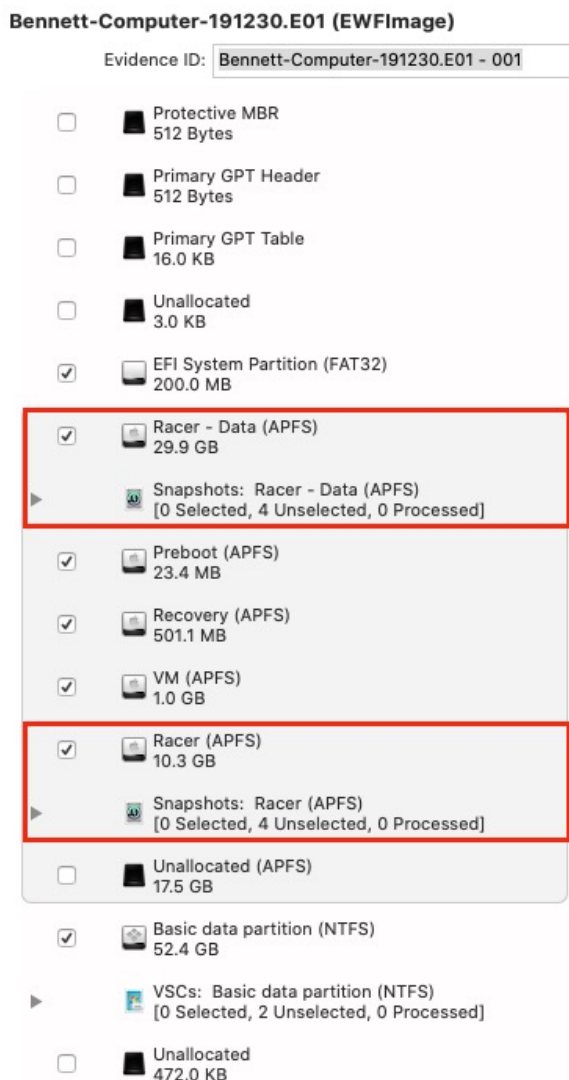 Bennett-Computer-191230.E01 (EWFImage)
Evidence ID: Bennett-Computer-191230.E01 - 001
Protective MBR
512 Bytes
Primary GPT Header
512 Bytes
Primary GPT Table
16.0 KB
Unallocated
3.0 KB
EFI System Partition (FAT32)
200.0 MB
Racer - Data (APFS)
29.9 GB
Snapshots: Racer - Data (APFS)
[0 Selected, 4 Unselected, 0 Processed]
Preboot (APFS)
23.4 MB
Recovery (APFS)
501.1 MB
VM (APFS)
1.0 GB
Racer (APFS)
10.3 GB
Snapshots: Racer (APFS)
[0 Selected, 4 Unselected, 0 Processed]
Unallocated (APFS)
17.5 GB
Basic data partition (NTFS)
52.4 GB
VSCs: Basic data partition (NTFS)
[0 Selected, 2 Unselected, 0 Processed]
Unallocated
472.0 KB